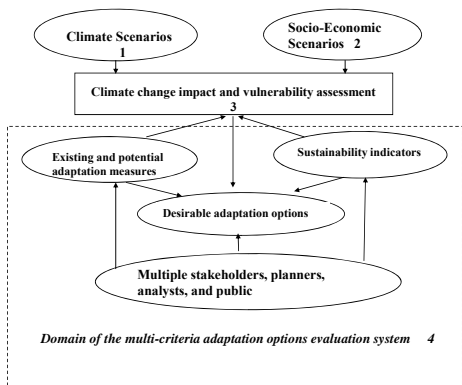 Climate Scenarios
1
Socio-Economic
Scenarios 2
Climate change impact and vulnerability assessment
3
Existing and potential
adaptation measures
Sustainability indicators
Desirable adaptation options
Multiple stakeholders, planners,
analysts, and public
Domain of the multi-criteria adaptation options evaluation system 4